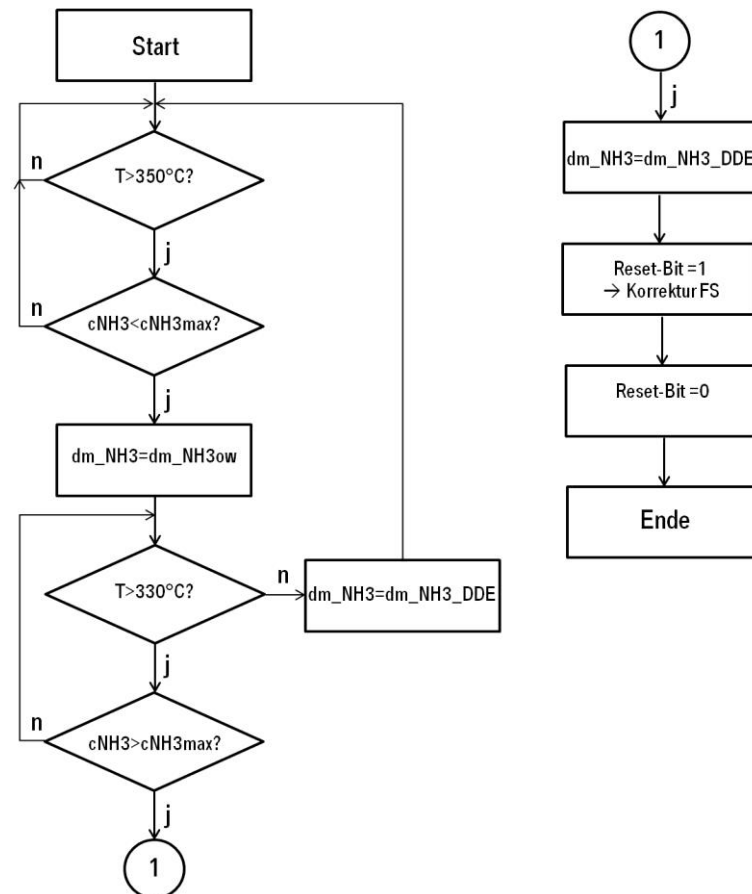 Start
n
T>350°C?
j
n
cNH3<cNH3max?
j
dm_NH3=dm_NH3ow
T>330°C?
n
dm_NH3=dm_NH3_DDE
j
n
cNH3>cNH3max?
j
1
1
j
dm_NH3=dm_NH3_DDE
Reset-Bit =1
→ Korrektur FS
Reset-Bit =0
Ende